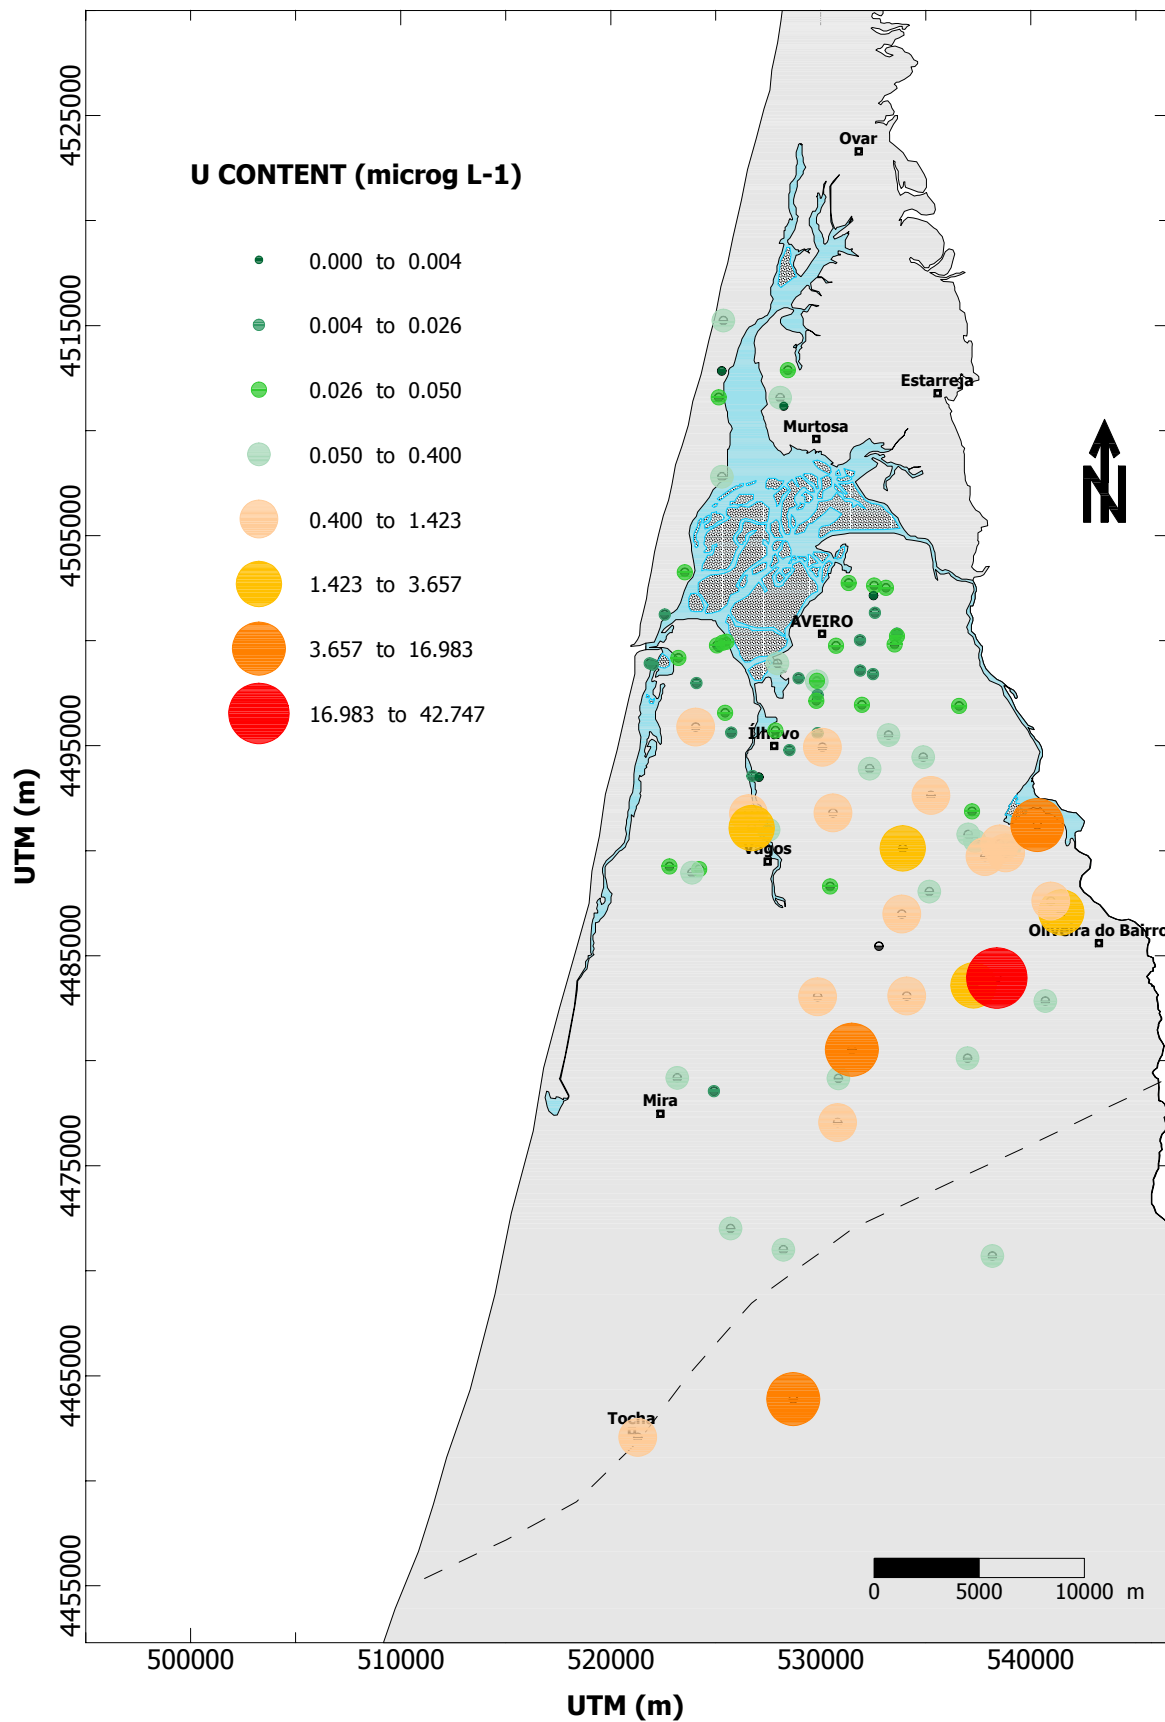 U CONTENT (microg L-1)
0.000 to 0.004
0.004 to 0.026
0.026 to 0.050
0.050 to 0.400
0.400 to 1.423
1.423 to 3.657
3.657 to 16.983
16.983 to 42.747
Ovar
Estarreja
Murtosa
N
AVEIRO
Ílhavo
Vagos
Oliveira do Bairro
Mira
Tocha
4525000
4515000
4505000
4495000
4485000
4475000
4465000
4455000
UTM (m)
0 5000 10000 m
500000 510000 520000 530000 540000
UTM (m)